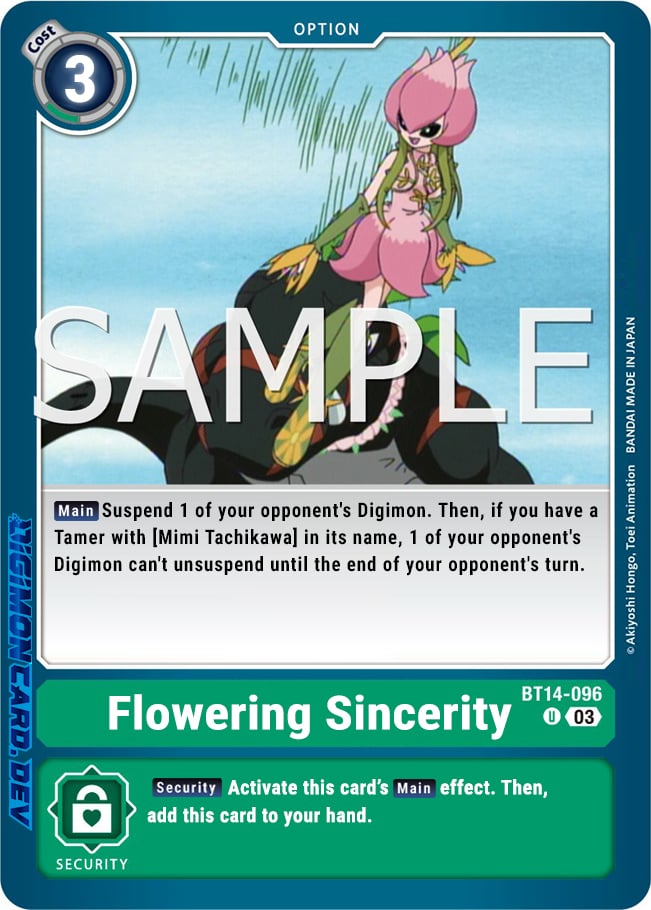 OPTION
Cost
3
SAMPLE
Main Suspend 1 of your opponent's Digimon. Then, if you have a
Tamer with [Mimi Tachikawa] in its name, 1 of your opponent's
Digimon can't unsuspend until the end of your opponent's turn.
© Akiyoshi Hongo, Toei Animation BANDAI MADE IN JAPAN
DIGIMONCARD.DEV
Flowering Sincerity
BT14-096
U 03
Security Activate this card's Main effect. Then,
add this card to your hand.
SECURITY